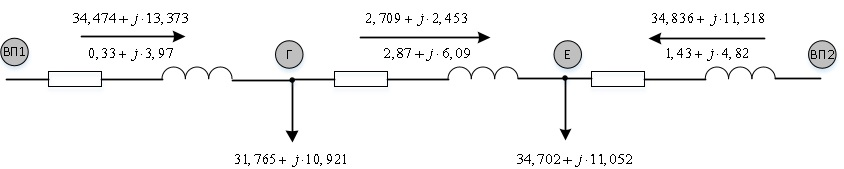 34,474 + j·13,373
2,709 + j·2,453
34,836 + j·11,518
ВП1
0,33 + j·3,97
Г
2,87 + j·6,09
Е
1,43 + j·4,82
ВП2
31,765 + j·10,921
34,702 + j·11,052